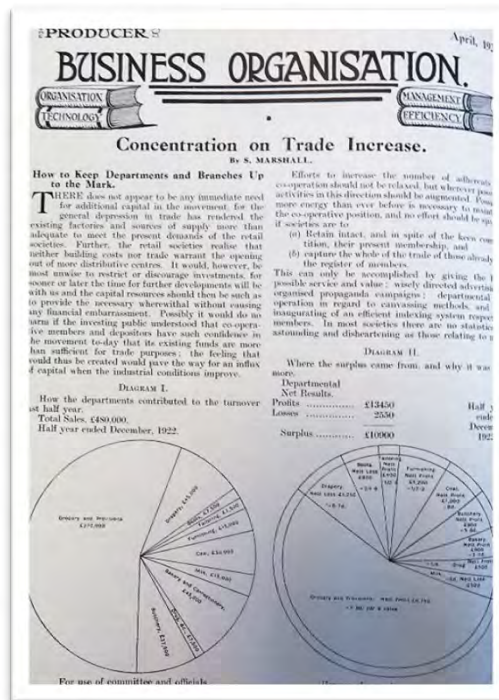 PRODUCER
April, 19
BUSINESS ORGANISATION.
ORGANISATION
TECHNOLOGY
MANAGEMENT
EFFICIENCY
Concentration on Trade Increase.
By S. MARSHALL.
How to Keep Departments and Branches Up
to the Mark.
THERE does not appear to be any immediate need
for additional capital in the movement, for the
general depression in trade has rendered the
existing factories and sources of supply more than
adequate to meet the present demands of the retail
societies. Further, the retail societies realise that
neither building costs nor trade warrant the opening
out of more distributive centres. It would, however, be
most unwise to restrict or discourage investments, for
sooner or later the time for further developments will be
with us and the capital resources should then be such as
to provide the necessary wherewithal without causing
any financial embarrassment. Possibly it would do no
harm if the investing public understood that co-opera-
tive members and depositors have such confidence in
he movement to-day that its existing funds are more
han sufficient for trade purposes; the feeling that
would thus be created would pave the way for an influx
f capital when the industrial conditions improve.
DIAGRAM I.
How the departments contributed to the turnover
ast half year.
Total Sales, £480,000.
Half year ended December, 1922.
Grocery and Provisions
Drapery,
Boots,
Furnishing,
Coal,
Milk,
Bakery and Confectionery,
Butchery,
For use of committee and officials
Efforts to increase the number of adherents
co-operation should not be relaxed, but wherever
activities in this direction should be augmented.
more energy than ever before is necessary to
the co-operative position, and no effort should be
if societies are to
(a) Retain intact, and in spite of the keen
tition, their present membership, and
(b) capture the whole of the trade of those already
the register of members.
This can only be accomplished by giving the
possible service and value; wisely directed
organised propaganda campaigns; departmental
operation in regard to canvassing methods, and
inaugurating of an efficient indexing system
members. In most societies there are no
astounding and disheartening as those relating to
DIAGRAM II.
Where the surplus came from, and why it was
more.
Departmental
Net Results.
Profits £13450
Losses 2550
Surplus £10900
Half
ende
Decem
192
Drapery,
Boots,
Furnishing
Coal,
Butchery,
Bakery,
Milk,
Grocery and Provisions